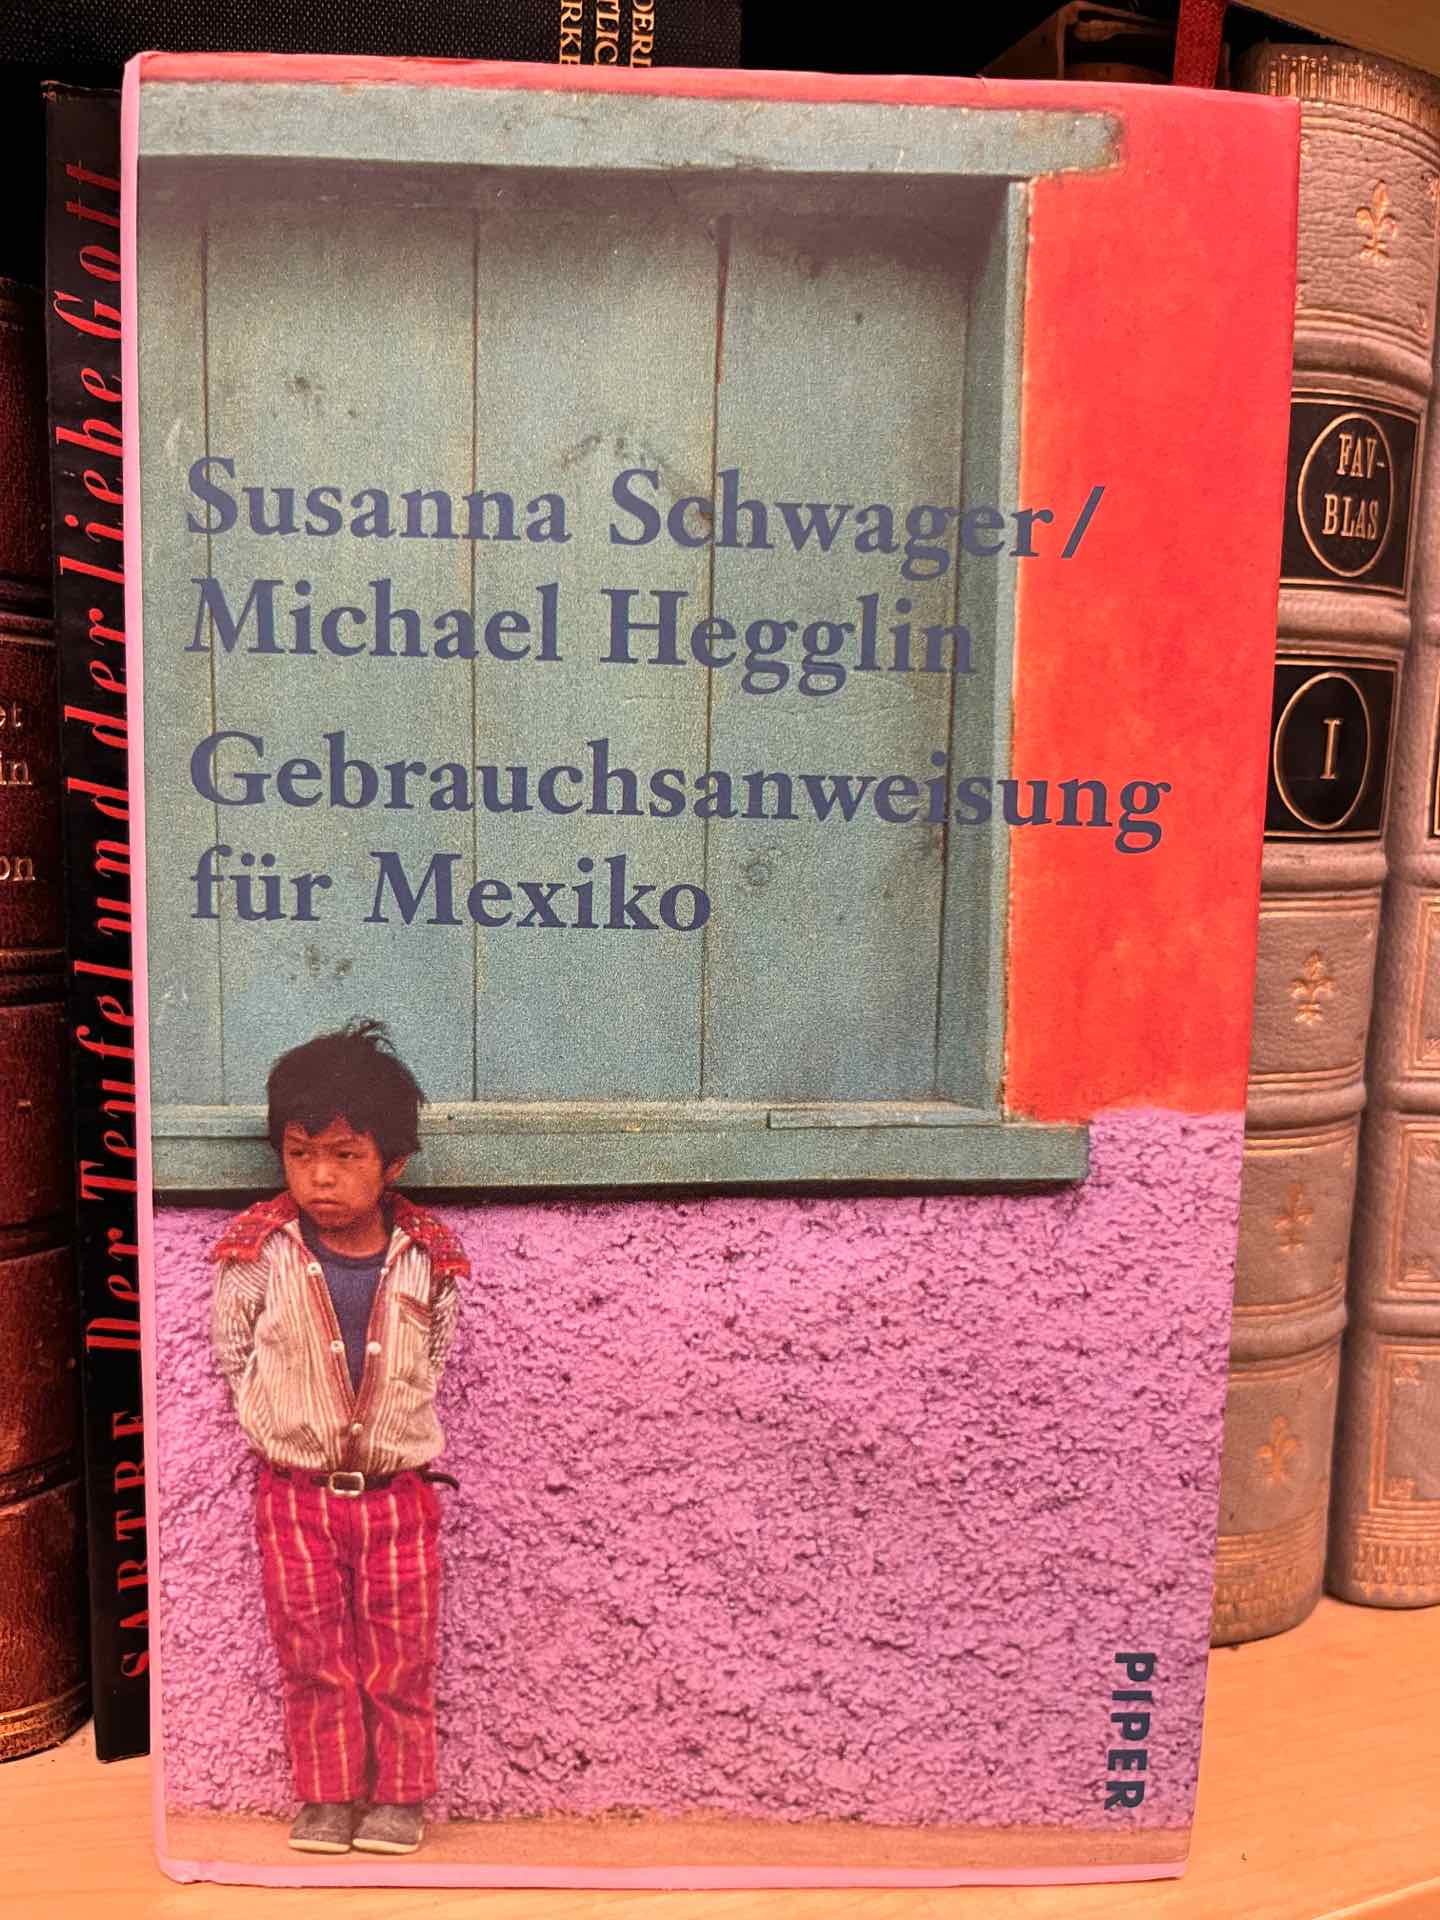 Susanna Schwager/
Michael Hegglin
Gebrauchsanweisung
für Mexiko
PIPER
SARTRE Der Teufel und der liebe Gott
FAV-
BLAS
I